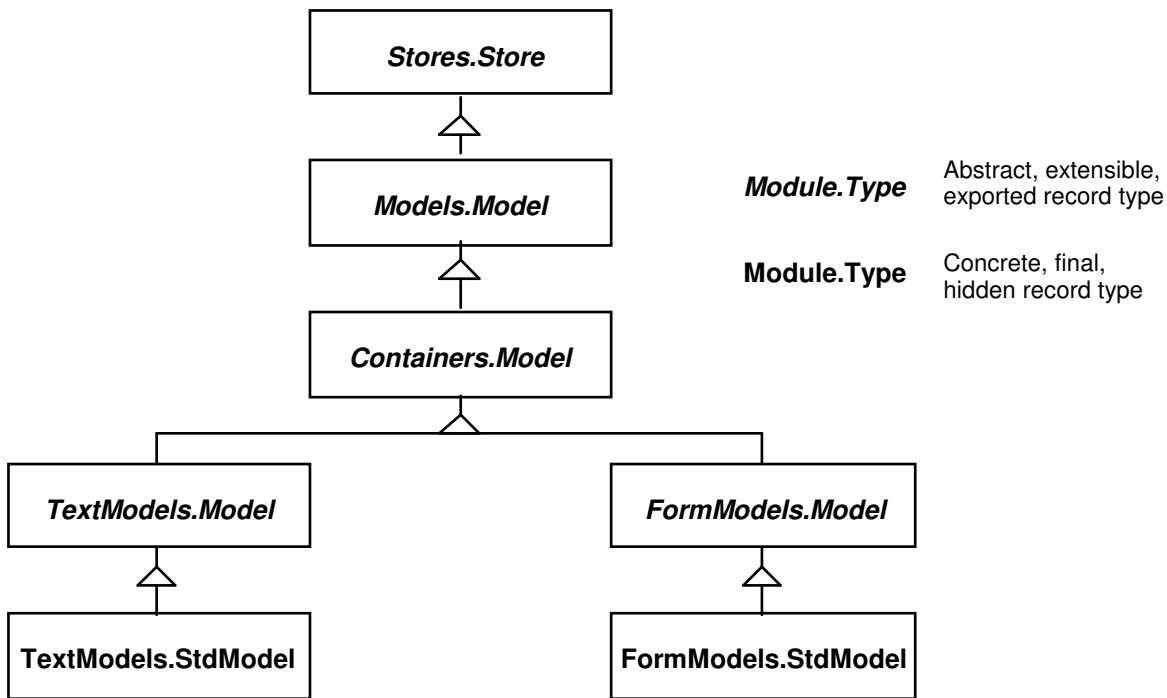 Stores.Store
Models.Model
Module.Type
Abstract, extensible,
exported record type
Module.Type
Concrete, final,
hidden record type
Containers.Model
TextModels.Model
FormModels.Model
TextModels.StdModel
FormModels.StdModel